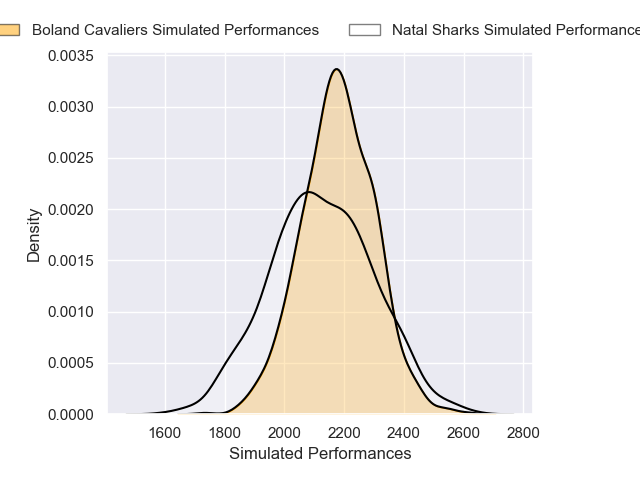 Boland Cavaliers Simulated Performances Natal Sharks Simulated Performance
0.0035
0.0030
0.0025
0.0020
0.0015
0.0010
0.0005
0.0000
Density
1600 1800 2000 2200 2400 2600 2800
Simulated Performances